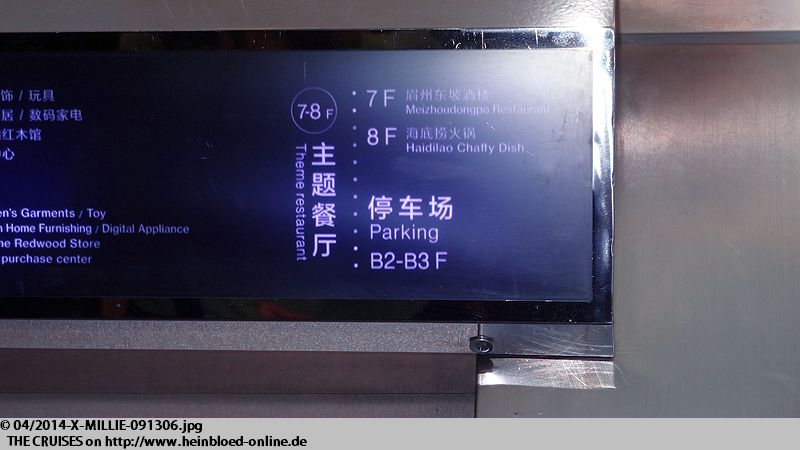 饰 / 玩具
居 / 数码家电
红木馆
心
en's Garments / Toy
n Home Furnishing / Digital Appliance
ne Redwood Store
purchase center
7-8 F
主题餐厅
Theme restaurant
7 F 眉州东坡酒楼
Meizhoudongpo Restaurant
8 F 海底捞火锅
Haidilao Chaffy Dish
停车场
Parking
B2-B3 F
© 04/2014-X-MILLIE-091306.jpg
THE CRUISES on http://www.heinbloed-online.de